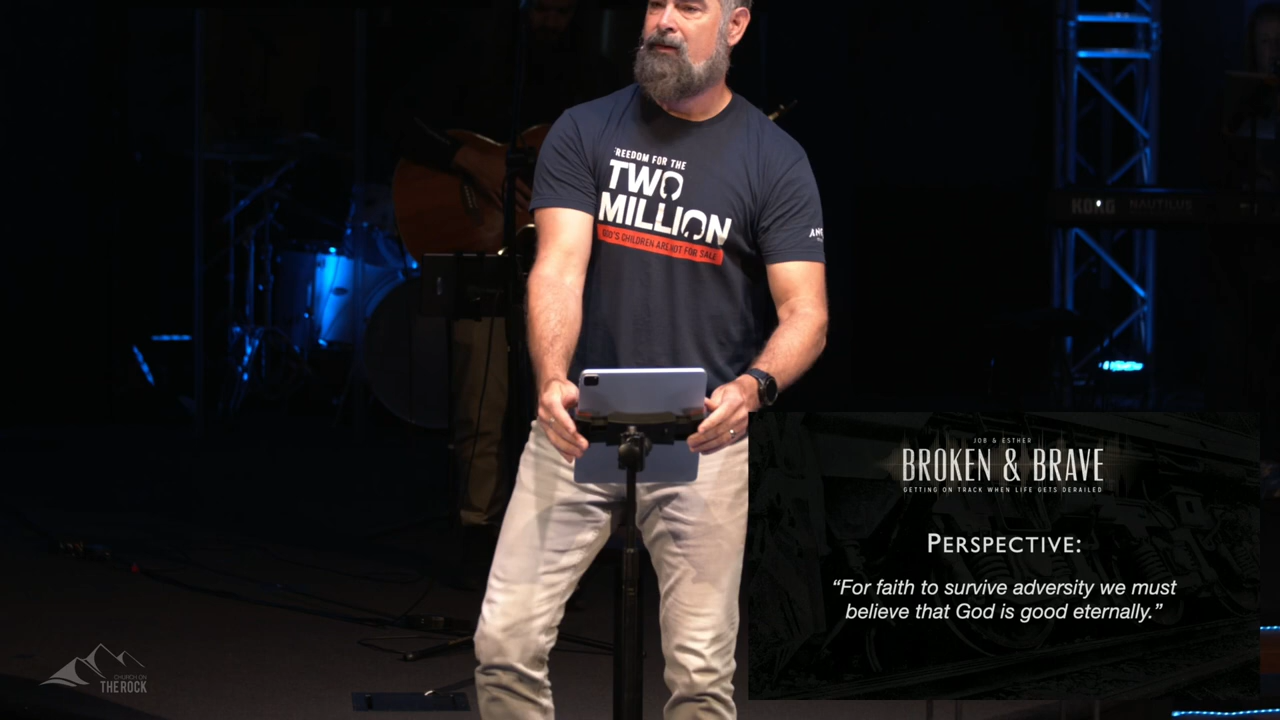 FREEDOM FOR THE
TWO
MILLION
GOD'S CHILDREN ARE NOT FOR SALE
KORG NAUTILUS
JOB & ESTHER
BROKEN & BRAVE
GETTING ON TRACK WHEN LIFE GETS DERAILED
PERSPECTIVE:
“For faith to survive adversity we must
believe that God is good eternally.”
CHURCH ON
THE ROCK